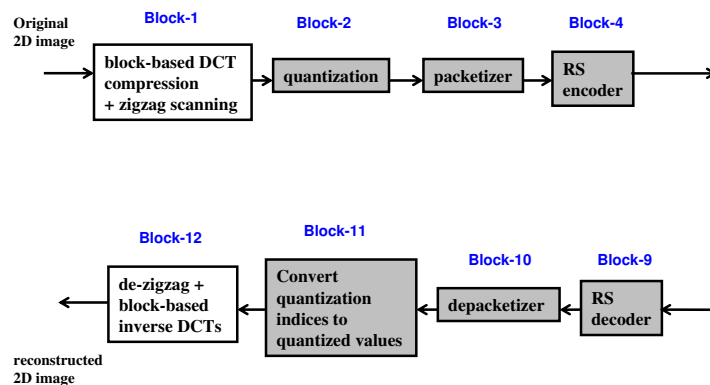 Block-1
Block-2
Block-3
Block-4
Original
2D image
block-based DCT
compression
+ zigzag scanning
quantization
packetizer
RS
encoder
Block-12
Block-11
Block-10
Block-9
de-zigzag +
block-based
inverse DCTs
Convert
quantization
indices to
quantized values
depacketizer
RS
decoder
reconstructed
2D image